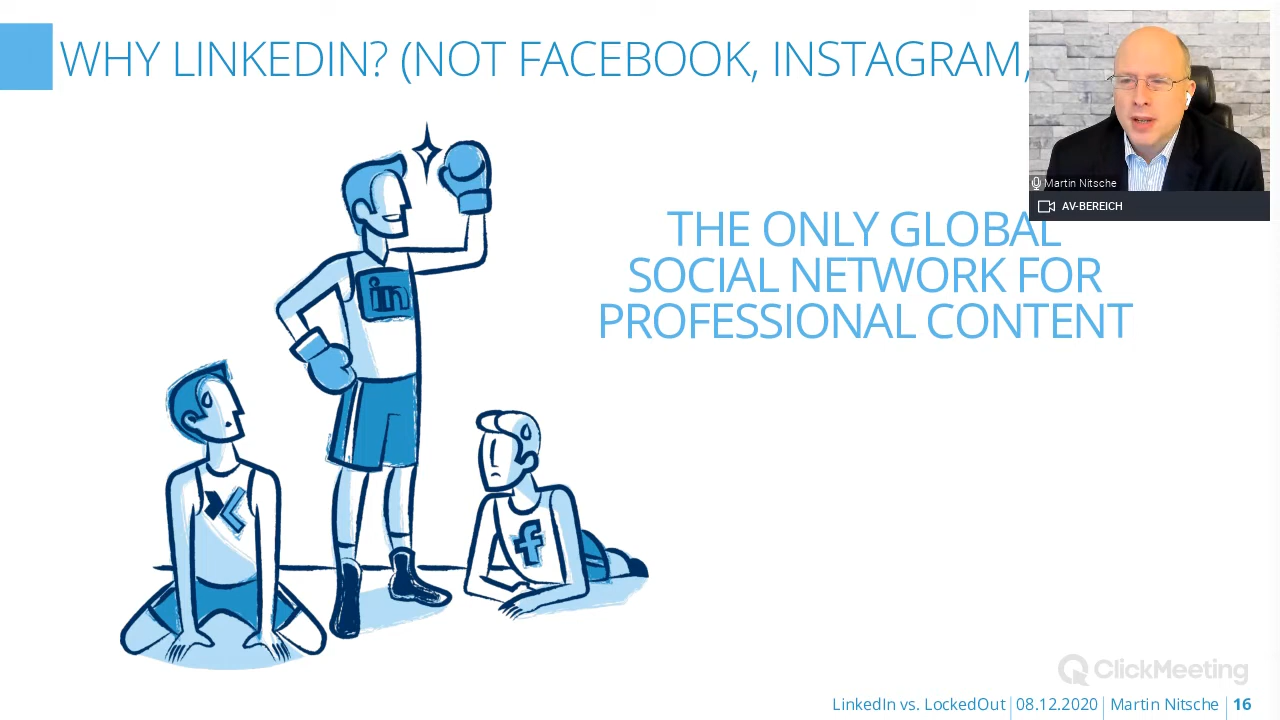 WHY LINKEDIN? (NOT FACEBOOK, INSTAGRAM,
Martin Nitsche
AV-BEREICH
THE ONLY GLOBAL
SOCIAL NETWORK FOR
PROFESSIONAL CONTENT
in
f
ClickMeeting
LinkedIn vs. LockedOut | 08.12.2020 | Martin Nitsche | 16